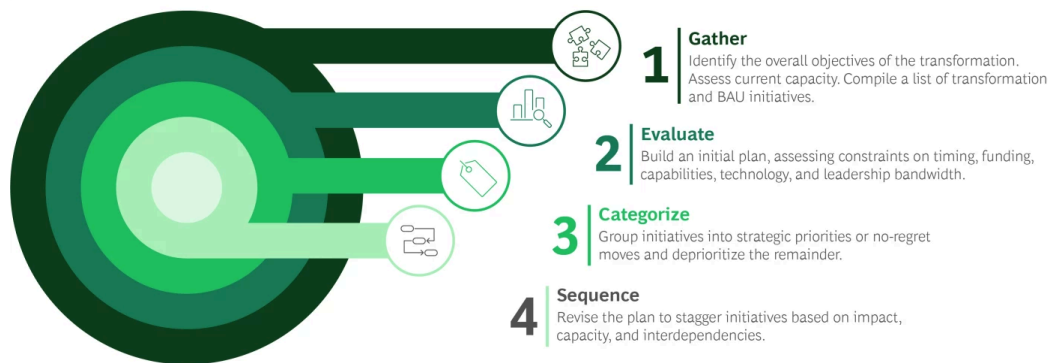 1
Gather
Identify the overall objectives of the transformation.
Assess current capacity. Compile a list of transformation
and BAU initiatives.
2
Evaluate
Build an initial plan, assessing constraints on timing, funding,
capabilities, technology, and leadership bandwidth.
3
Categorize
Group initiatives into strategic priorities or no-regret
moves and deprioritize the remainder.
4
Sequence
Revise the plan to stagger initiatives based on impact,
capacity, and interdependencies.